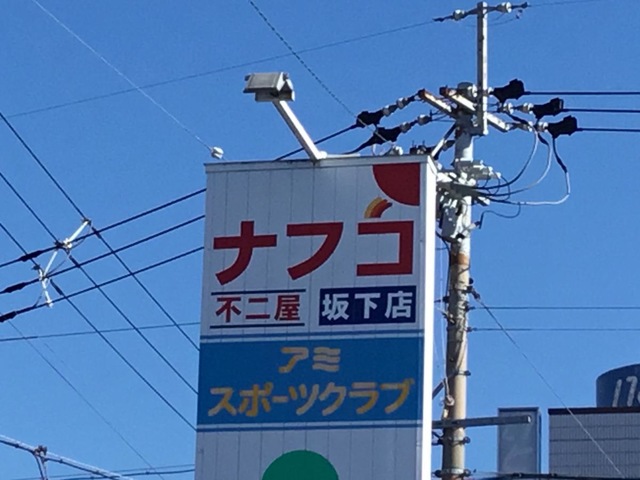 ナフコ
不二屋 坂下店
アミ
スポーツクラブ